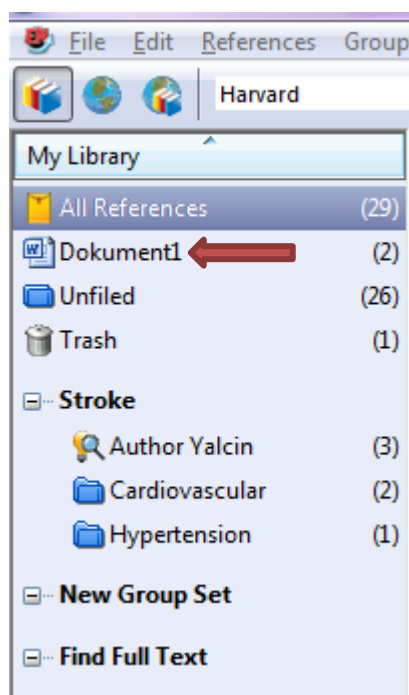 File Edit References Group
Harvard
My Library
All References (29)
Dokument1 (2)
Unfiled (26)
Trash (1)
Stroke
Author Yalcin (3)
Cardiovascular (2)
Hypertension (1)
New Group Set
Find Full Text